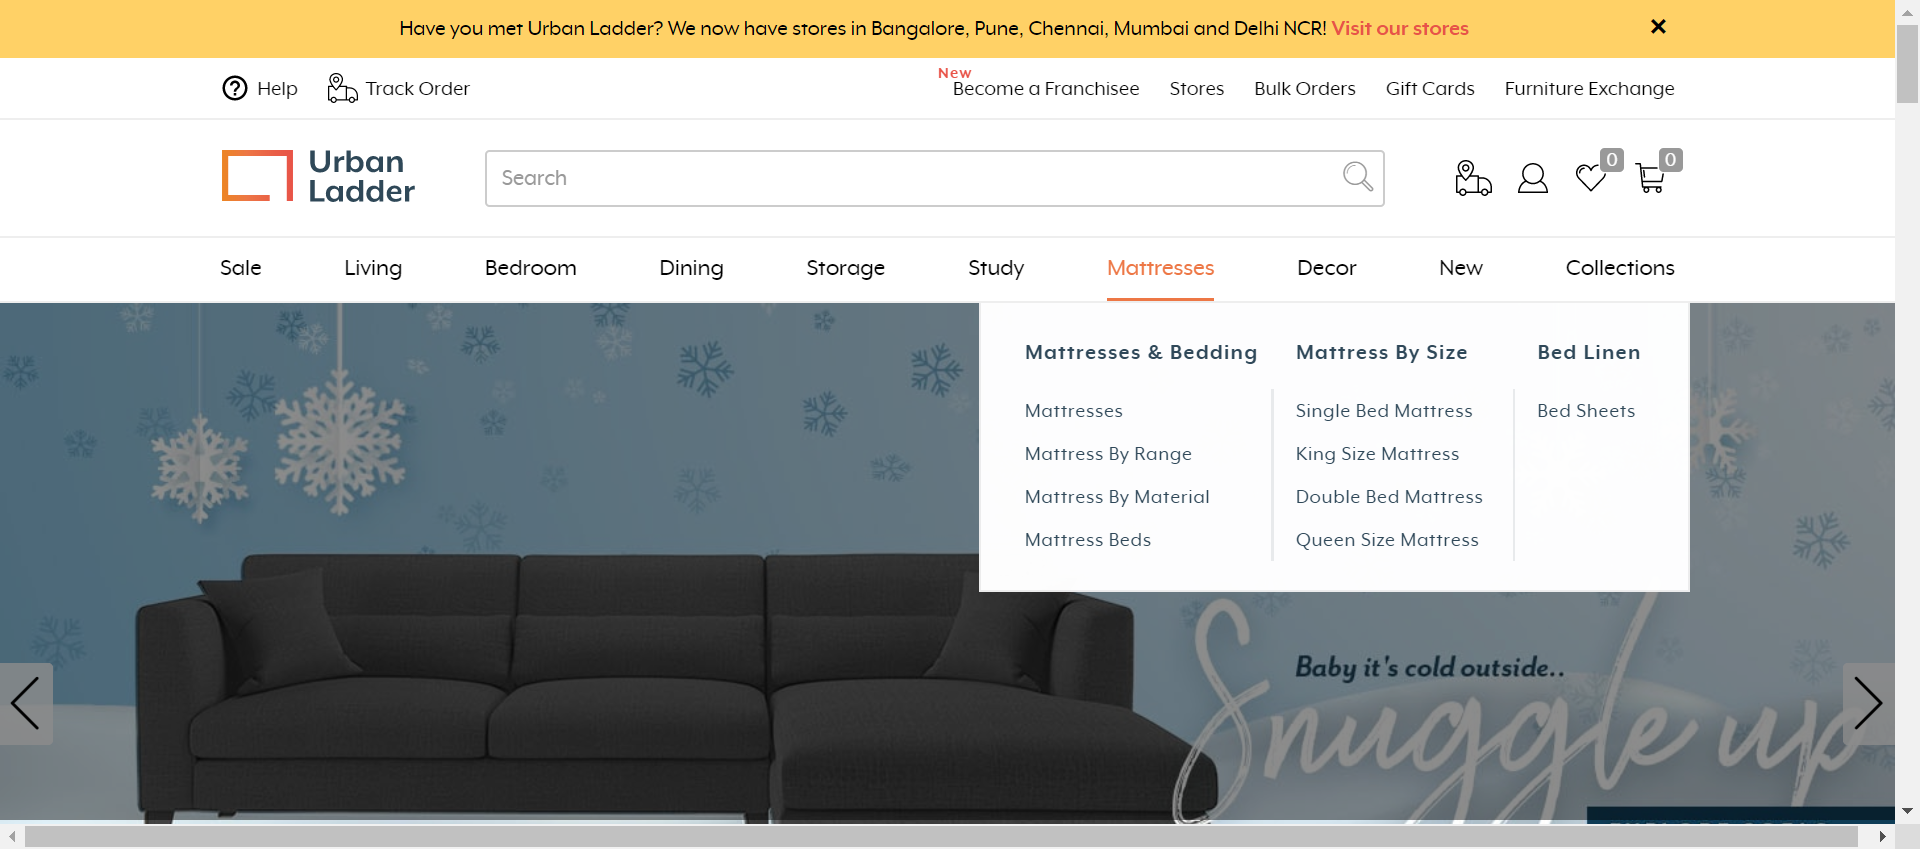 Have you met Urban Ladder? We now have stores in Bangalore, Pune, Chennai, Mumbai and Delhi NCR! Visit our stores
Help
Track Order
New
Become a Franchisee
Stores
Bulk Orders
Gift Cards
Furniture Exchange
Urban
Ladder
Search
0
0
Sale
Living
Bedroom
Dining
Storage
Study
Mattresses
Decor
New
Collections
Mattresses & Bedding
Mattresses
Mattress By Range
Mattress By Material
Mattress Beds
Mattress By Size
Single Bed Mattress
King Size Mattress
Double Bed Mattress
Queen Size Mattress
Bed Linen
Bed Sheets
Baby it's cold outside..
Snuggle up